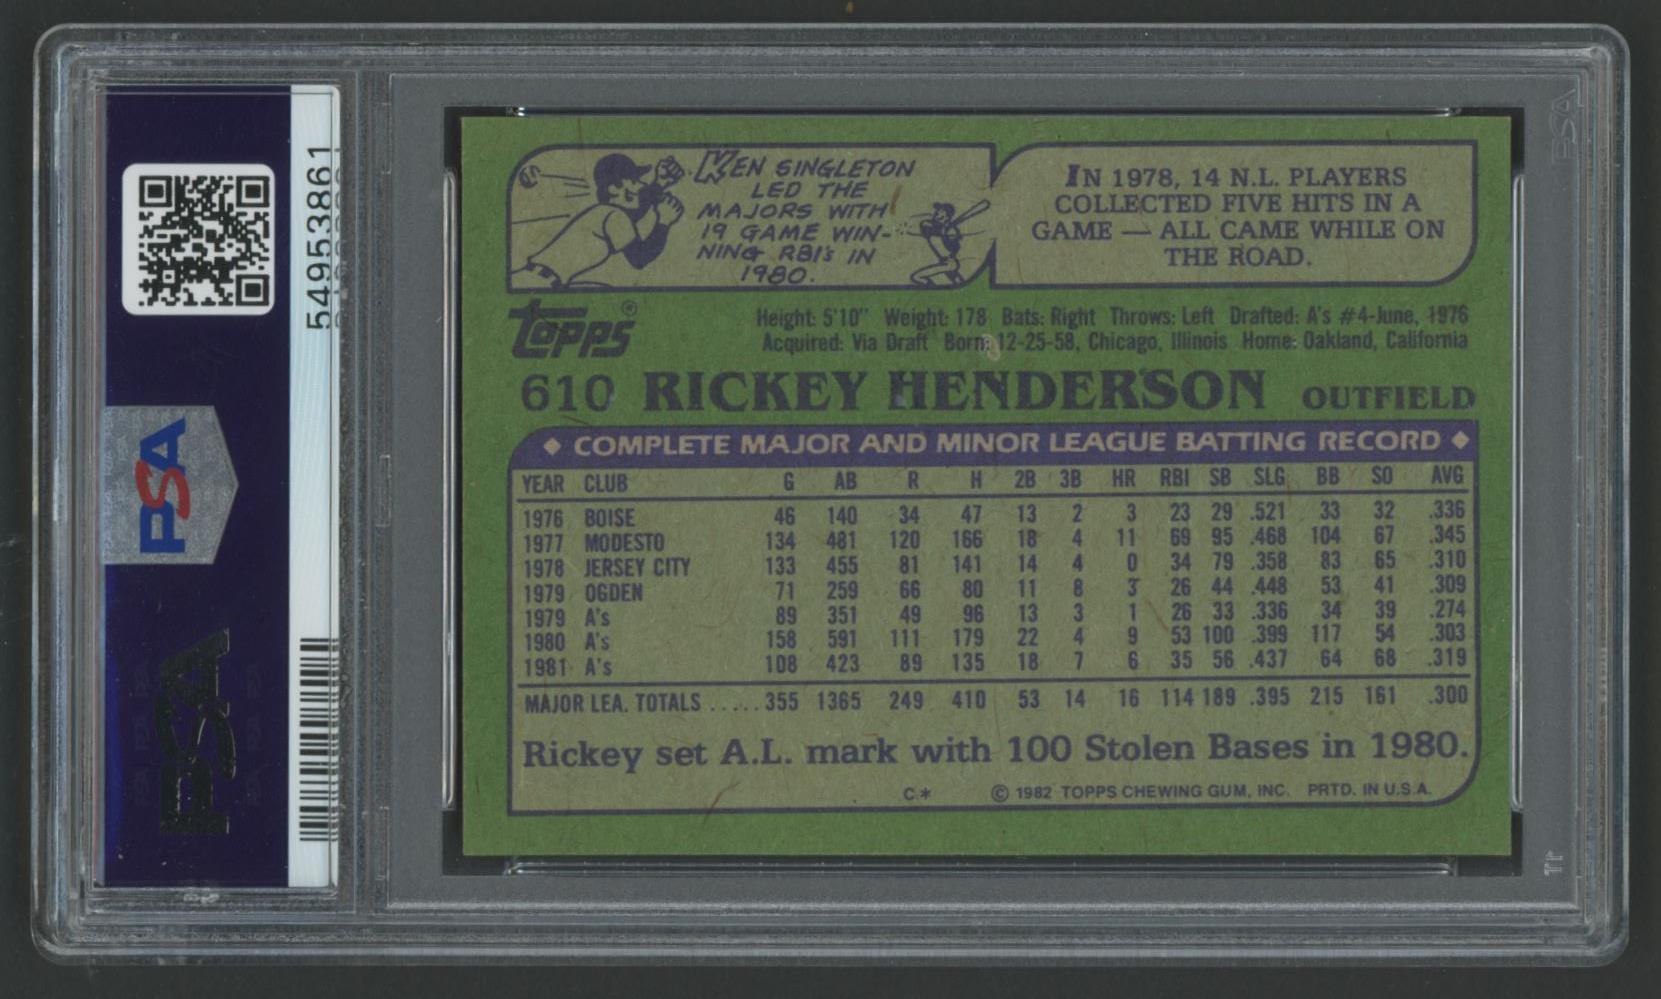 54953861
PSA
PSA
PSA
KEN SINGLETON
LED THE
MAJORS WITH
19 GAME WIN-
NING RBI's IN
1980.
IN 1978, 14 N.L. PLAYERS
COLLECTED FIVE HITS IN A
GAME — ALL CAME WHILE ON
THE ROAD.
Topps®
Height: 5'10" Weight: 178 Bats: Right Throws: Left Drafted: A's #4-June, 1976
Acquired: Via Draft Born: 12-25-58, Chicago, Illinois Home: Oakland, California
610 RICKEY HENDERSON OUTFIELD
◆ COMPLETE MAJOR AND MINOR LEAGUE BATTING RECORD ◆
YEAR CLUB G AB R H 2B 3B HR RBI SB SLG BB SO AVG
1976 BOISE 46 140 34 47 13 2 3 23 29 .521 33 32 .336
1977 MODESTO 134 481 120 166 18 4 11 69 95 .468 104 67 .345
1978 JERSEY CITY 133 455 81 141 14 4 0 34 79 .358 83 65 .310
1979 OGDEN 71 259 66 80 11 8 3 26 44 .448 53 41 .309
1979 A's 89 351 49 96 13 3 1 26 33 .336 34 39 .274
1980 A's 158 591 111 179 22 4 9 53 100 .399 117 54 .303
1981 A's 108 423 89 135 18 7 6 35 56 .437 64 68 .319
MAJOR LEA. TOTALS ..... 355 1365 249 410 53 14 16 114 189 .395 215 161 .300
Rickey set A.L. mark with 100 Stolen Bases in 1980.
C* © 1982 TOPPS CHEWING GUM, INC. PRTD. IN U.S.A.